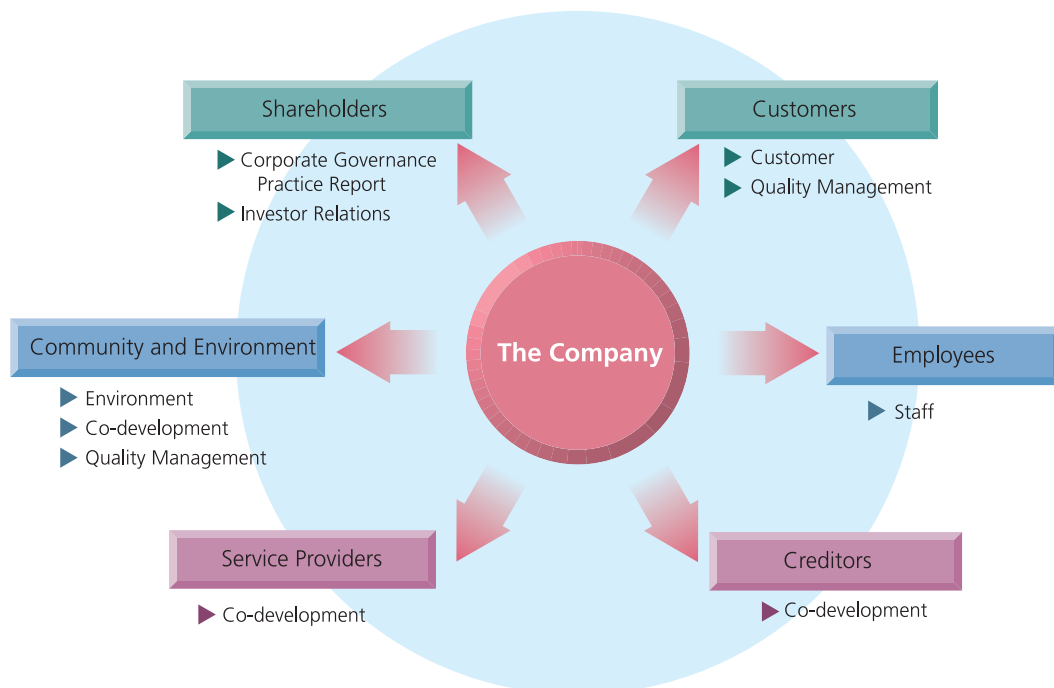 Shareholders
Corporate Governance
Practice Report
Investor Relations
Customers
Customer
Quality Management
The Company
Community and Environment
Environment
Co-development
Quality Management
Employees
Staff
Service Providers
Co-development
Creditors
Co-development